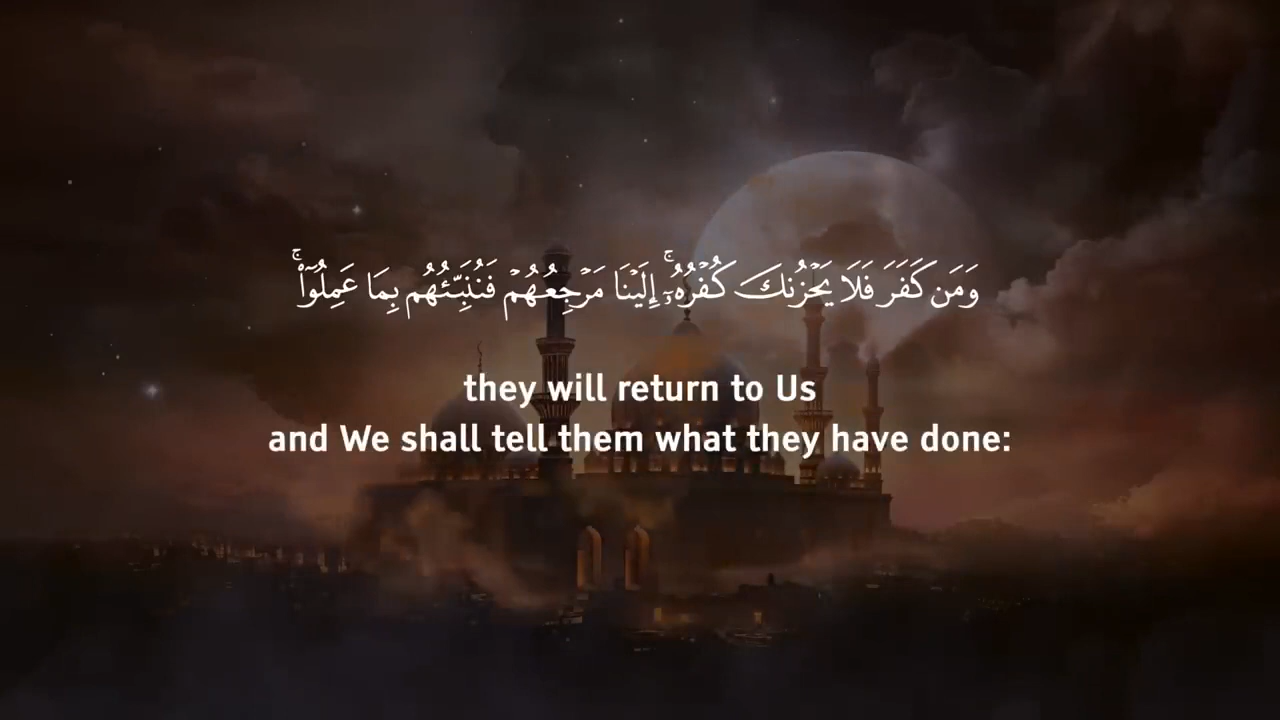 وَمَن كَفَرَ فَلَا يَحْزُنكَ كُفْرُهُۥٓ ۚ إِلَيْنَا مَرْجِعُهُمْ فَنُنَبِّئُهُم بِمَا عَمِلُوٓا۟ ۚ
they will return to Us
and We shall tell them what they have done: